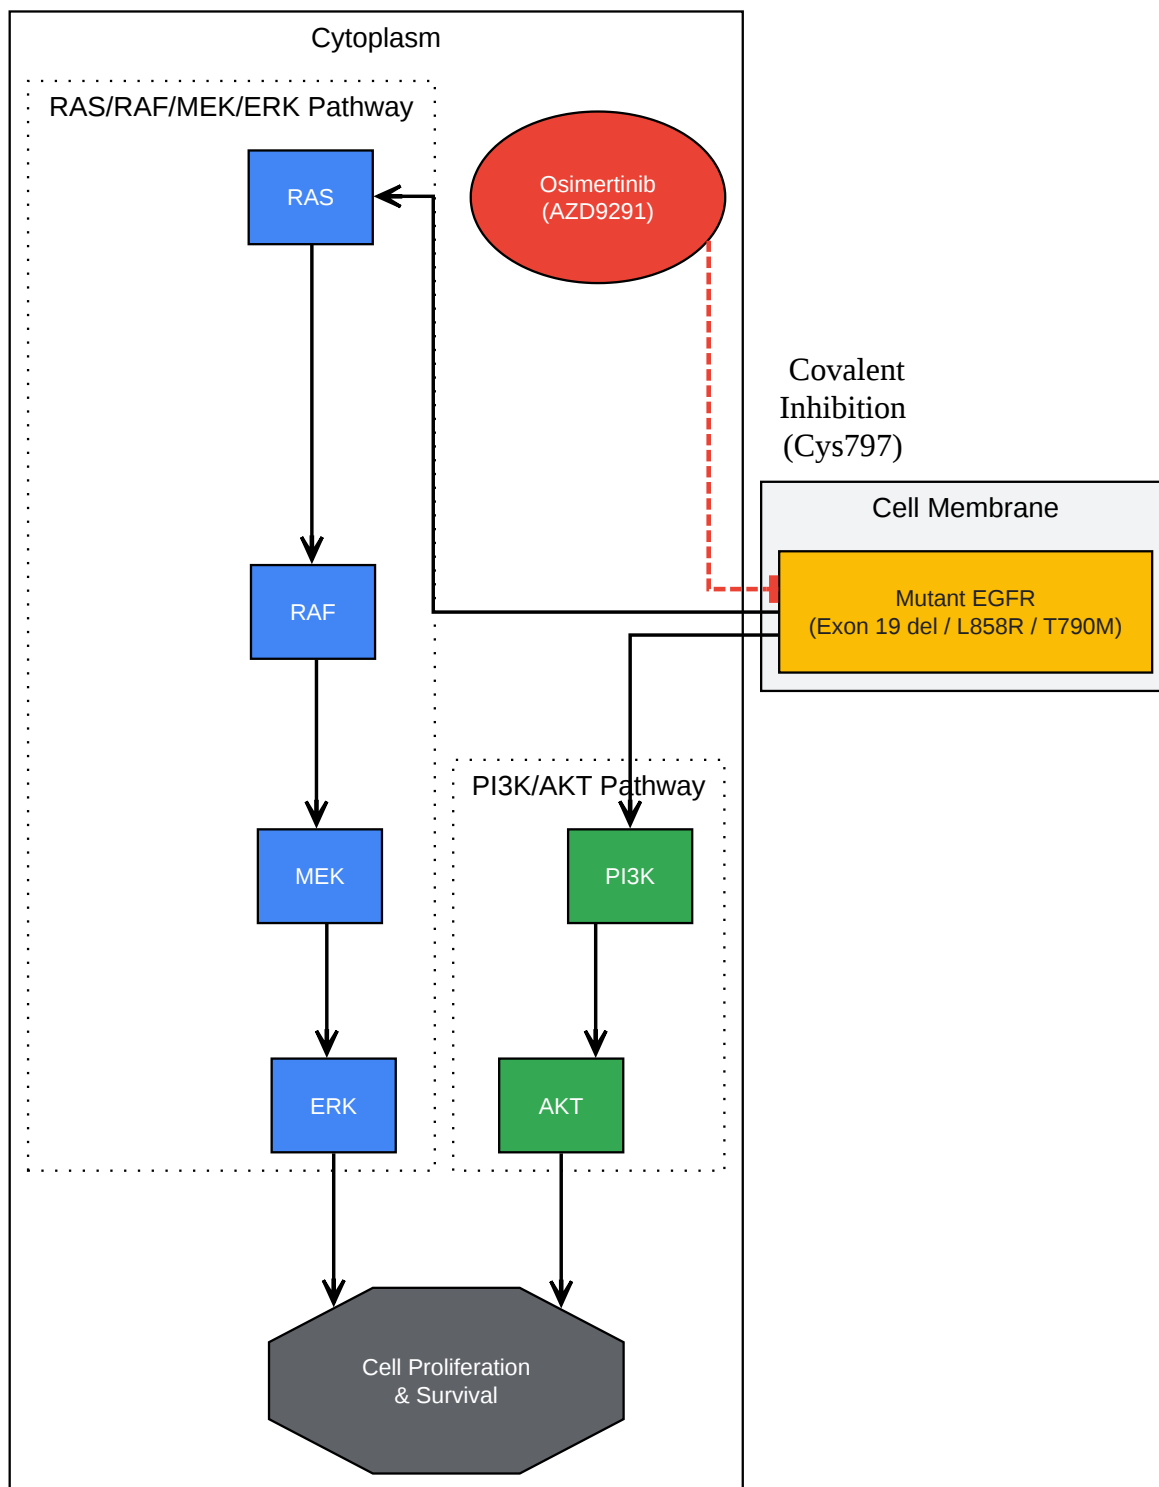 Cytoplasm
RAS/RAF/MEK/ERK Pathway
RAS
Osimertinib
(AZD9291)
Covalent
Inhibition
(Cys797)
Cell Membrane
Mutant EGFR
(Exon 19 del / L858R / T790M)
RAF
PI3K/AKT Pathway
MEK
PI3K
ERK
AKT
Cell Proliferation
& Survival